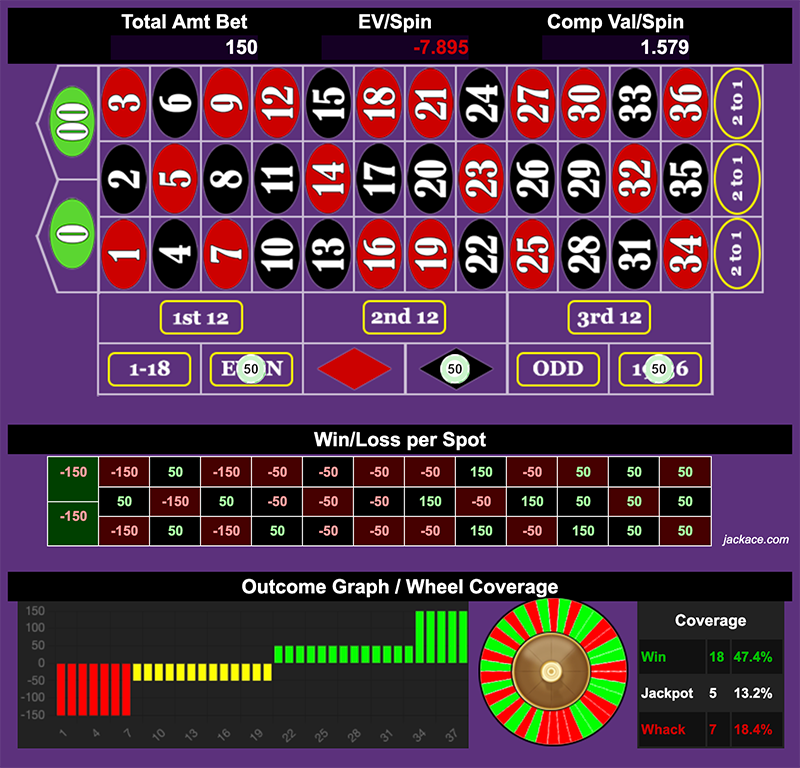 Total Amt Bet EV/Spin Comp Val/Spin
150 -7.895 1.579
00 3 6 9 12 15 18 21 24 27 30 33 36 2 to 1
2 5 8 11 14 17 20 23 26 29 32 35 2 to 1
0 1 4 7 10 13 16 19 22 25 28 31 34 2 to 1
1st 12 2nd 12 3rd 12
1-18 50 50 ODD 50
Win/Loss per Spot
-150 -150 50 -150 -50 -50 -50 -50 150 -50 50 50 50
50 -150 50 -50 -50 -50 150 -50 150 50 50 50
-150 -150 50 -150 50 -50 -50 -50 150 -50 150 50 50
jackace.com
Outcome Graph / Wheel Coverage
150
100
50
0
-50
-100
-150
1 4 7 10 13 16 19 22 25 28 31 34 37
Coverage
Win 18 47.4%
Jackpot 5 13.2%
Whack 7 18.4%